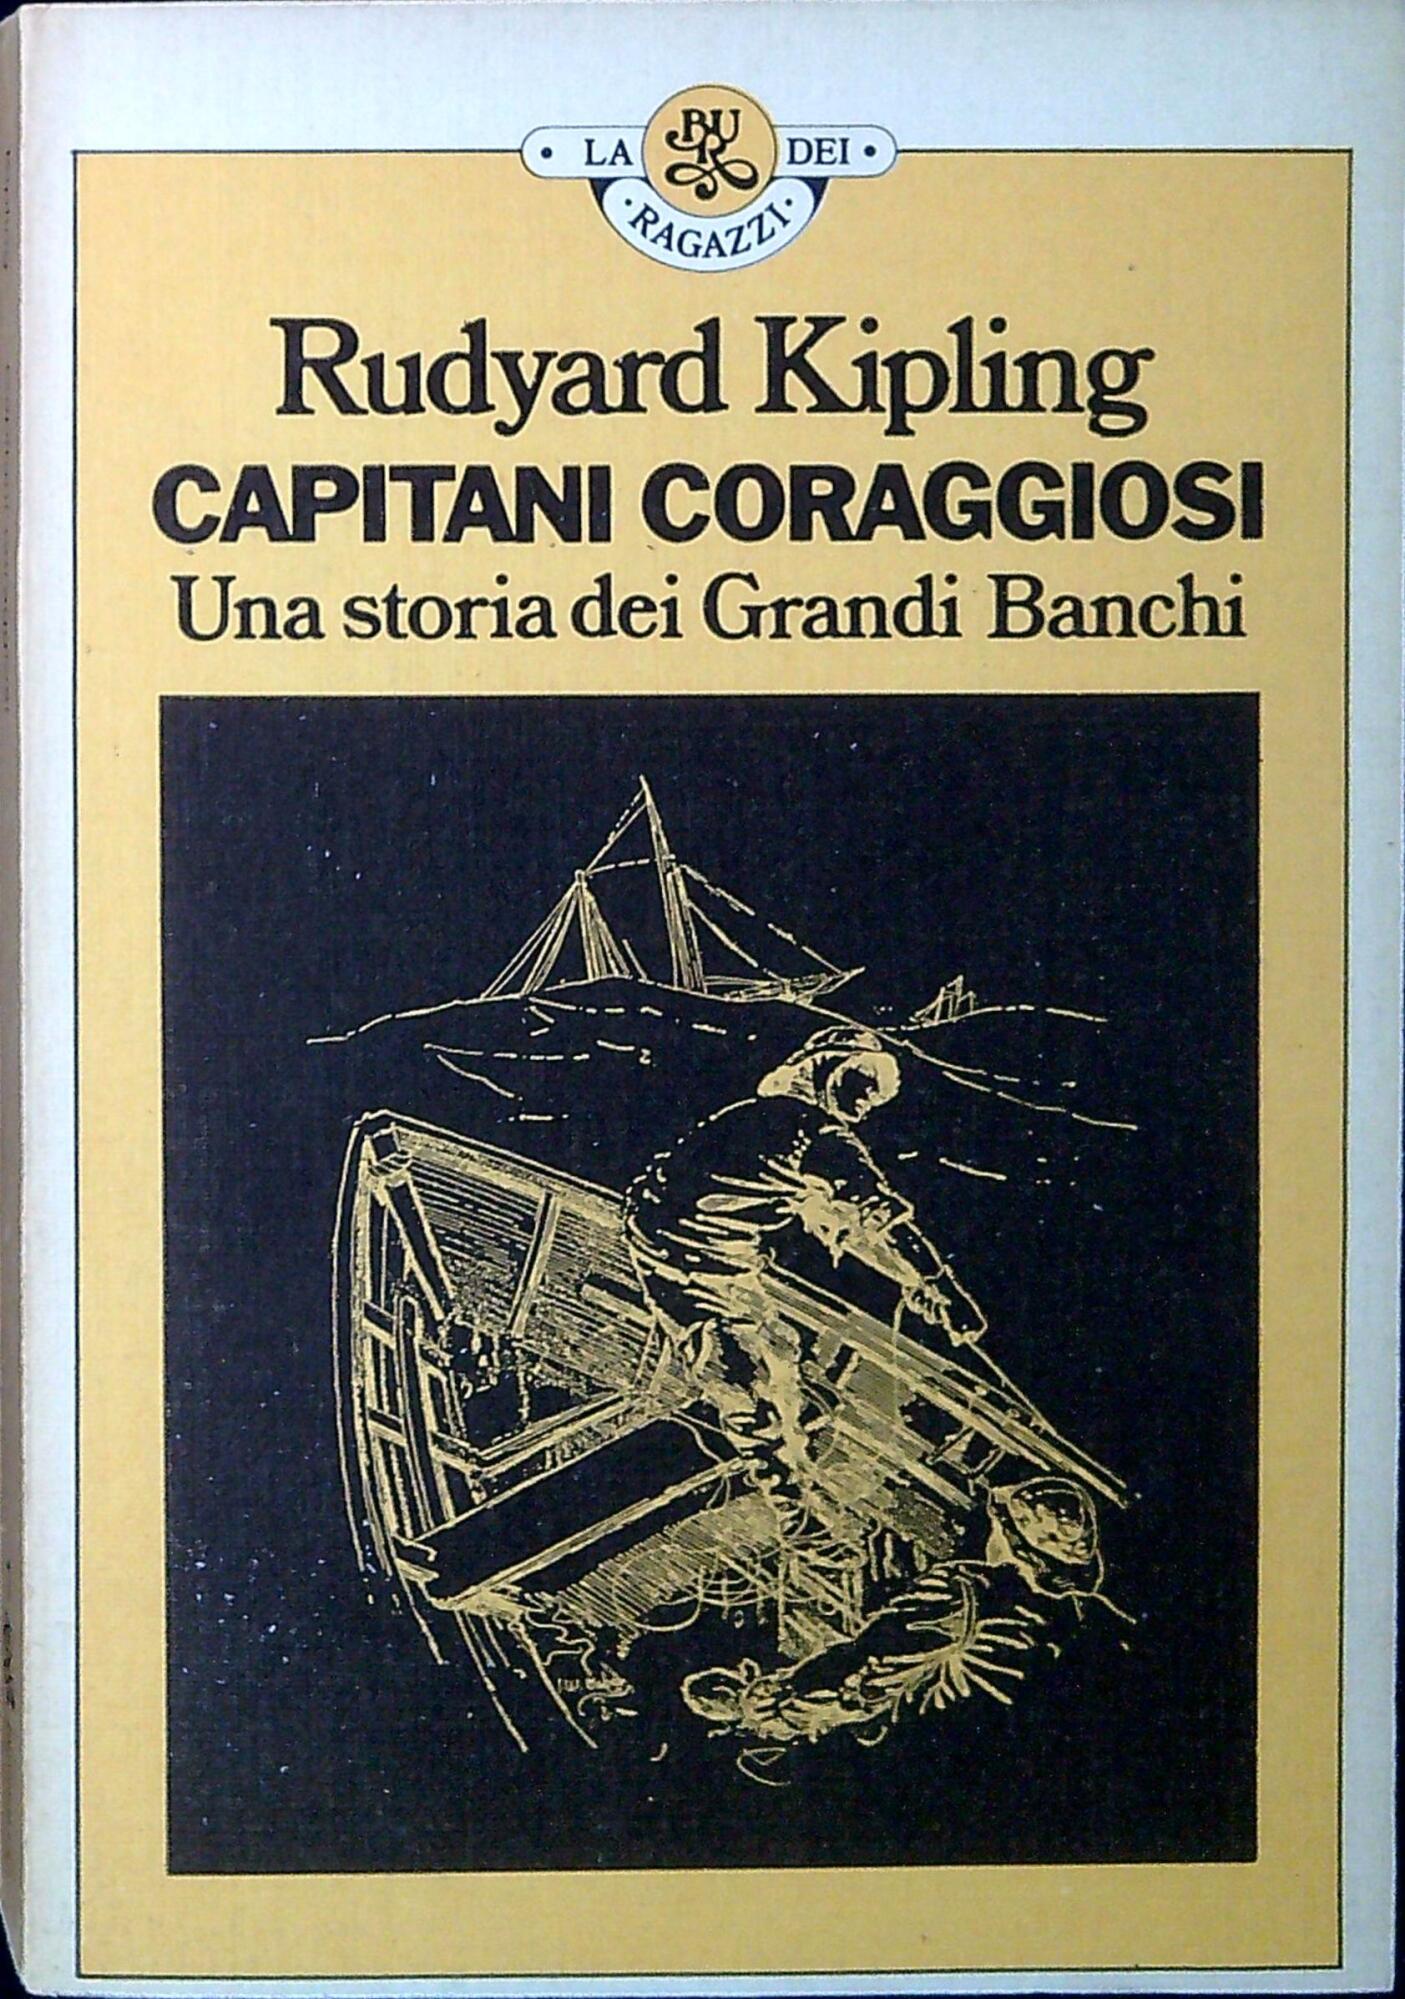 • LA BUR DEI •
• RAGAZZI •
Rudyard Kipling
CAPITANI CORAGGIOSI
Una storia dei Grandi Banchi